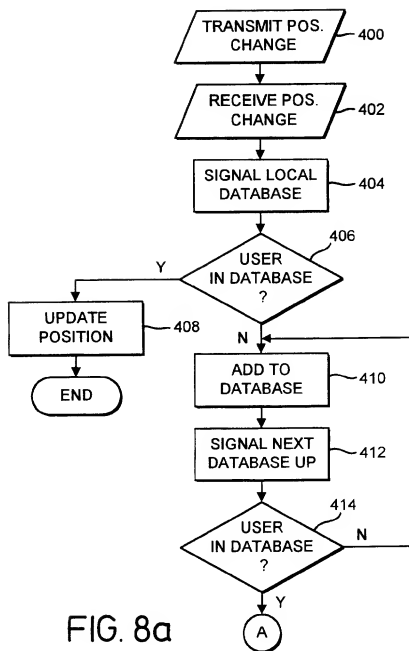 TRANSMIT POS.
CHANGE
400
RECEIVE POS.
CHANGE
402
SIGNAL LOCAL
DATABASE
404
406
USER
IN DATABASE
?
Y
N
UPDATE
POSITION
408
END
ADD TO
DATABASE
410
SIGNAL NEXT
DATABASE UP
412
414
USER
IN DATABASE
?
N
Y
A
FIG. 8a